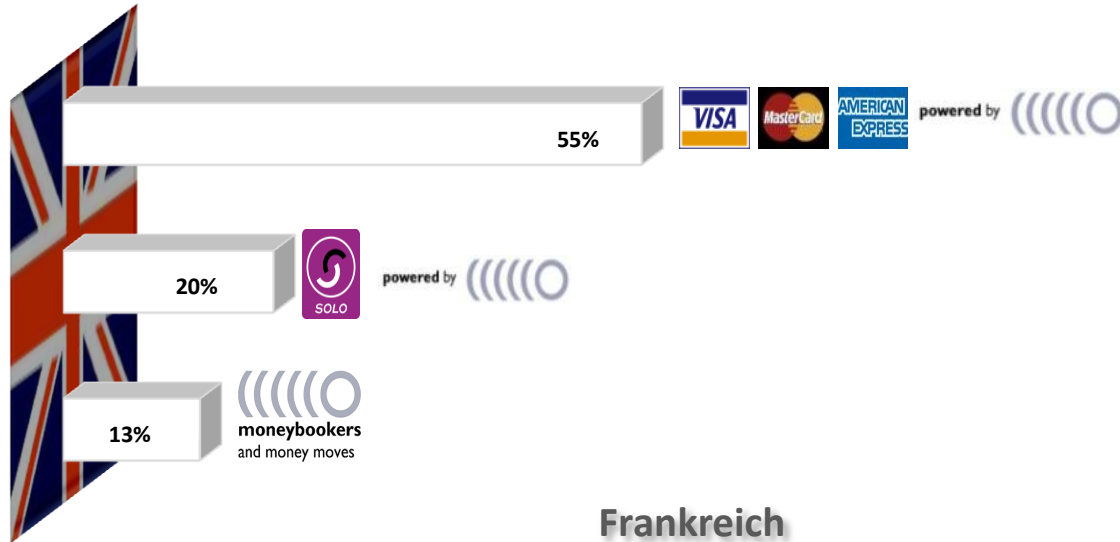 VISA
MasterCard
AMERICAN
EXPRESS
powered by
55%
20%
SOLO
powered by
13%
moneybookers
and money moves
Frankreich